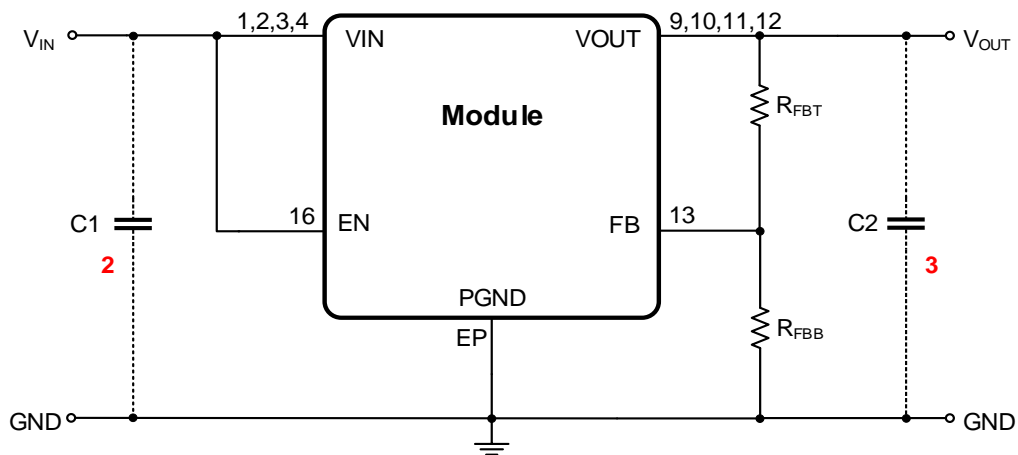 1,2,3,4
9,10,11,12
VIN
VIN
VOUT
VOUT
Module
RFBT
16
EN
FB
13
C1
C2
2
3
PGND
EP
RFBB
GND
GND